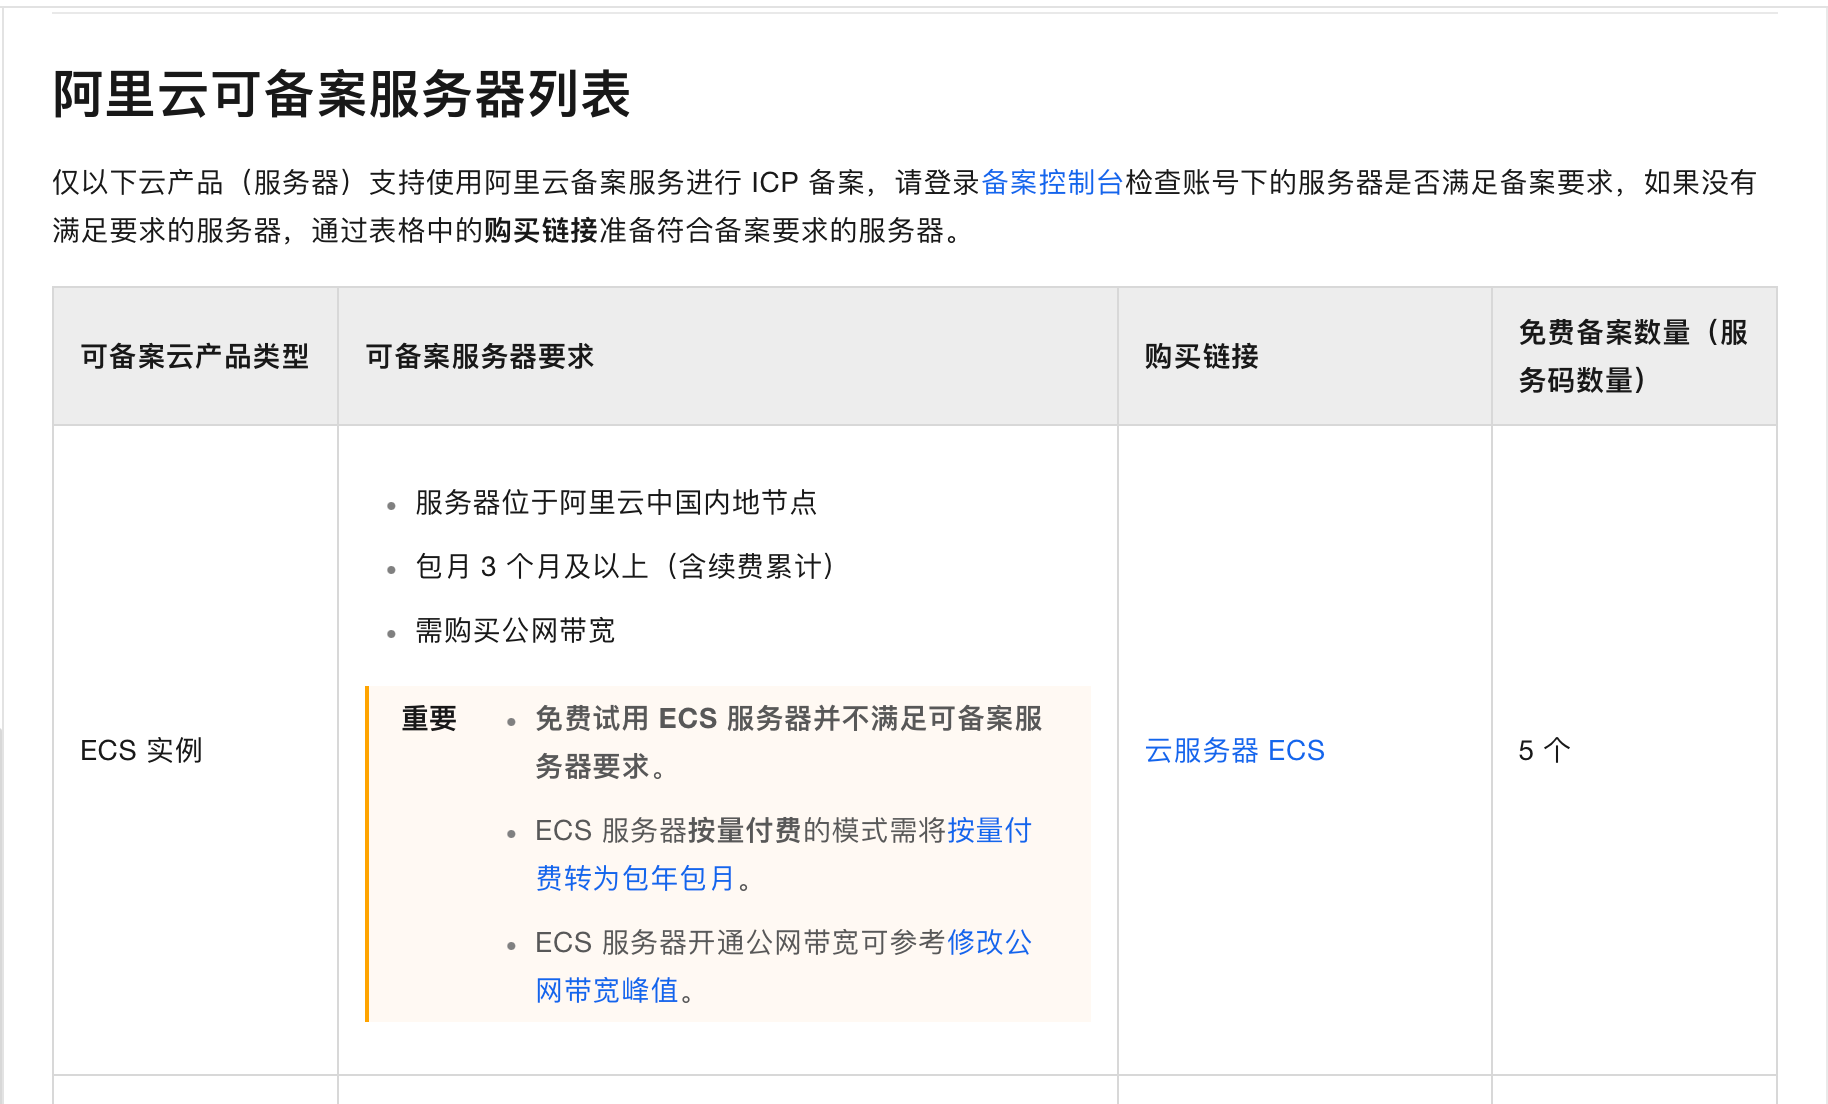 阿里云可备案服务器列表
仅以下云产品（服务器）支持使用阿里云备案服务进行 ICP 备案，请登录备案控制台检查账号下的服务器是否满足备案要求，如果没有
满足要求的服务器，通过表格中的购买链接准备符合备案要求的服务器。
可备案云产品类型
可备案服务器要求
购买链接
免费备案数量（服
务码数量）
ECS 实例
服务器位于阿里云中国内地节点
包月 3 个月及以上（含续费累计）
需购买公网带宽
重要
免费试用 ECS 服务器并不满足可备案服
务器要求。
ECS 服务器按量付费的模式需将按量付
费转为包年包月。
ECS 服务器开通公网带宽可参考修改公
网带宽峰值。
云服务器 ECS
5 个